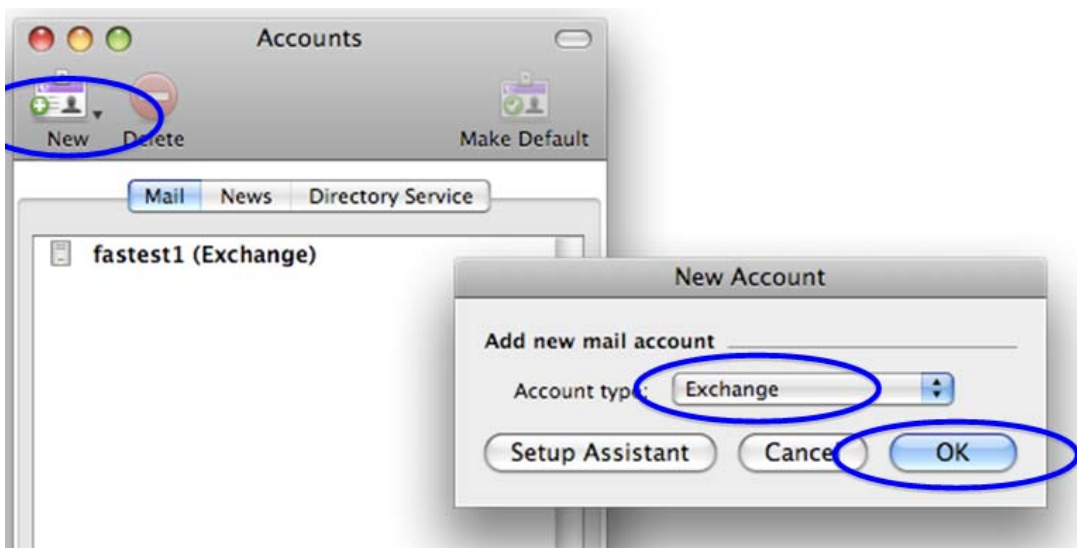 Accounts
New Delete Make Default
Mail News Directory Service
fastest1 (Exchange)
New Account
Add new mail account
Account type: Exchange
Setup Assistant Cancel OK